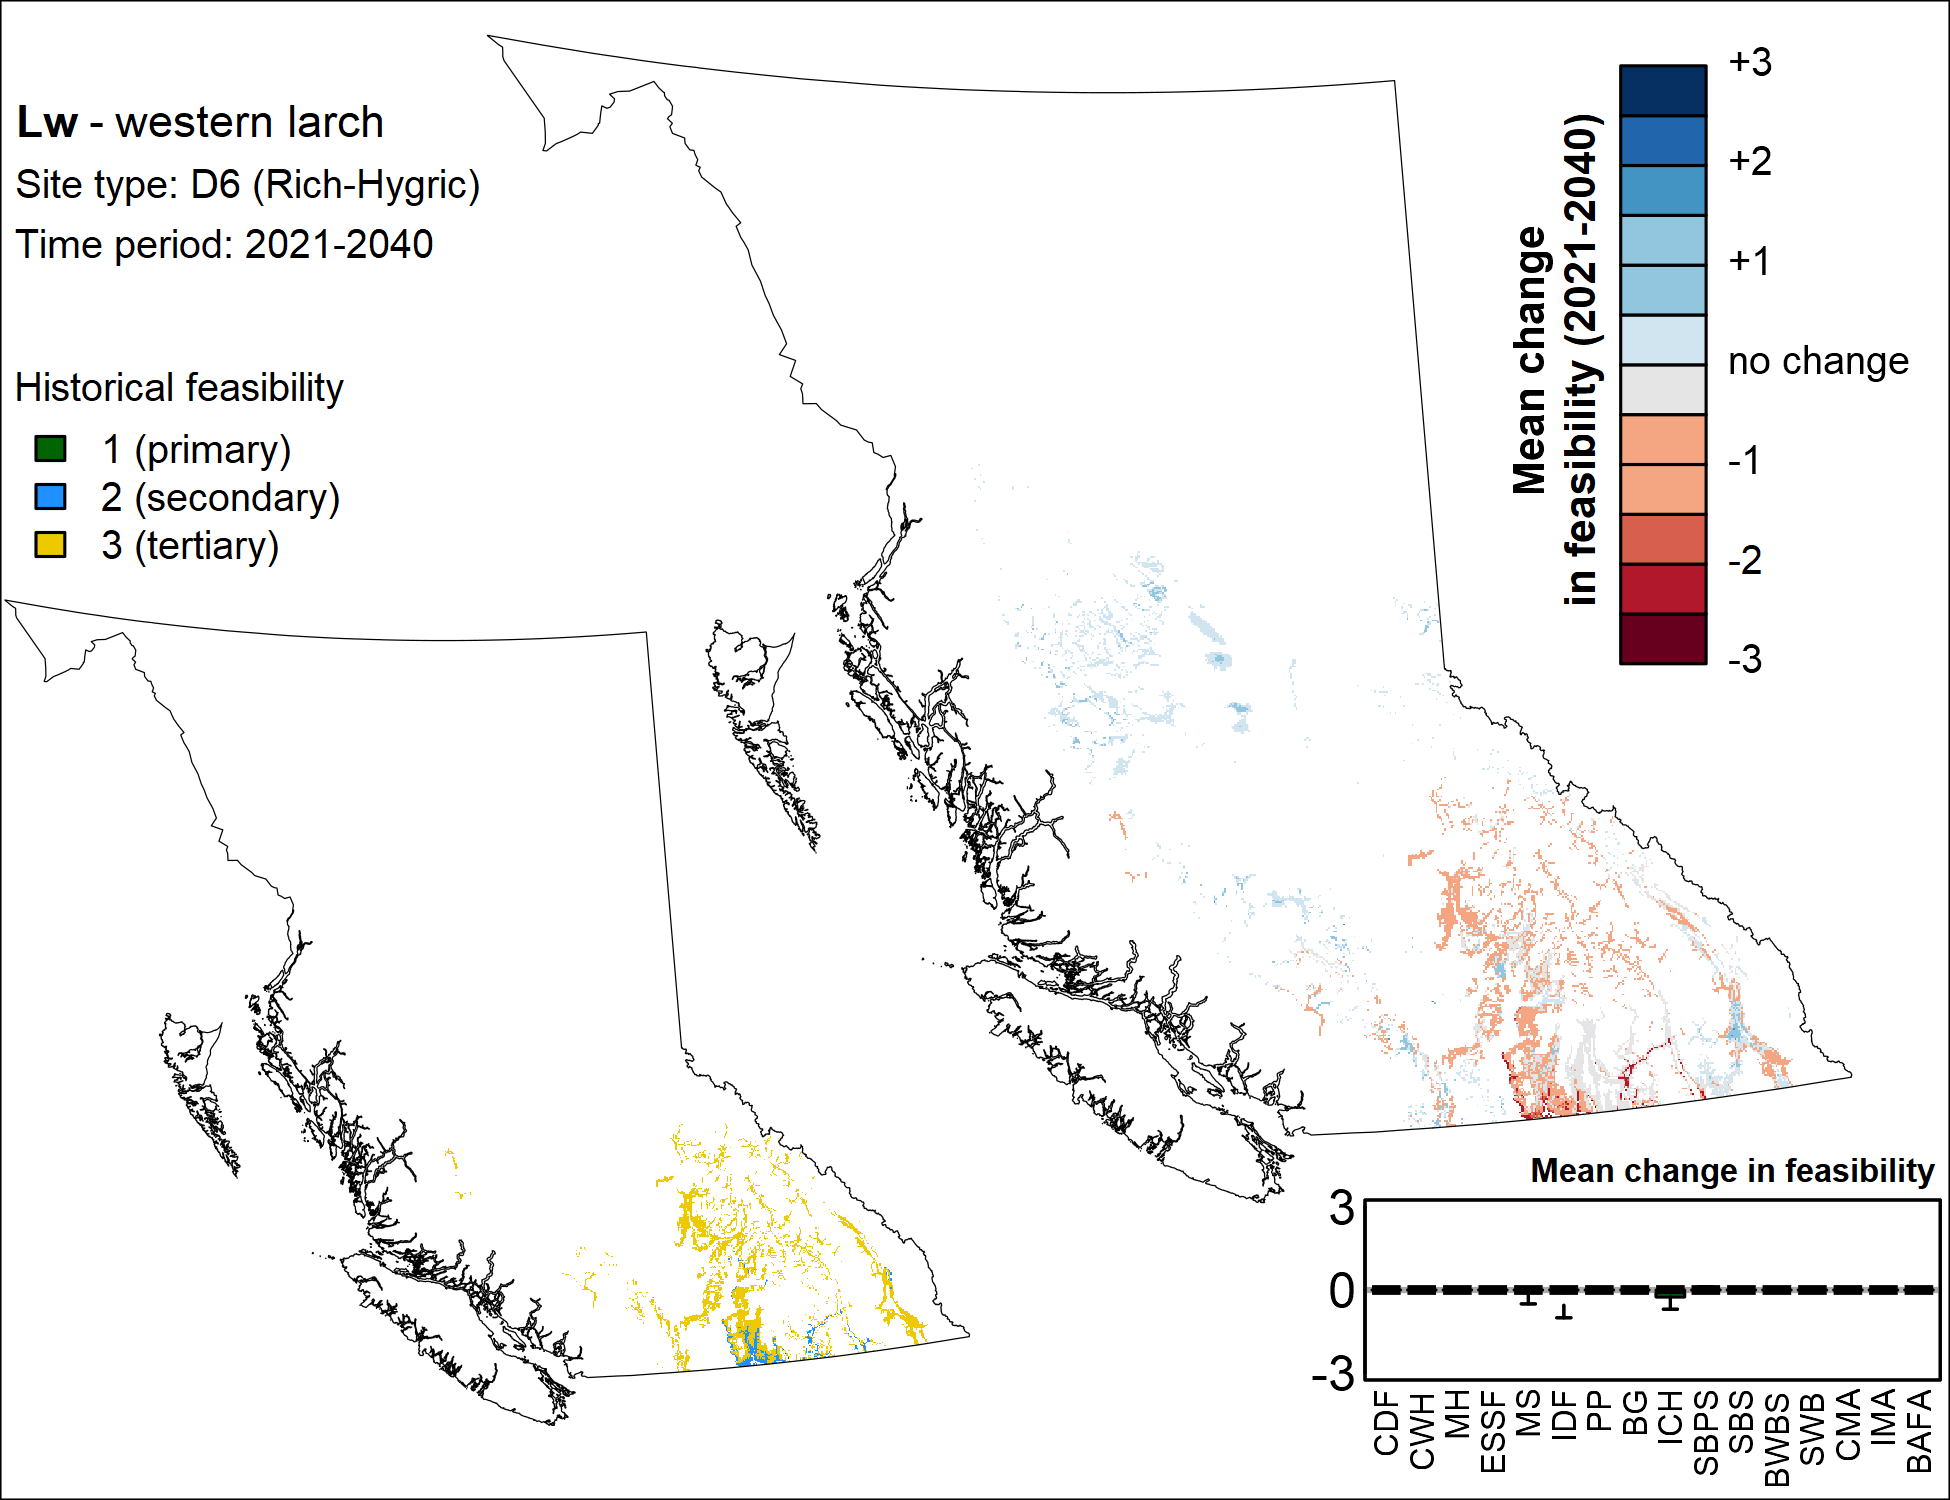 Lw - western larch
Site type: D6 (Rich-Hygric)
Time period: 2021-2040
Historical feasibility
1 (primary)
2 (secondary)
3 (tertiary)
Mean change
in feasibility (2021-2040)
+3
+2
+1
no change
-1
-2
-3
Mean change in feasibility
3
0
-3
CDF
CWH
MH
ESSF
MS
IDF
PP
BG
ICH
SBPS
SBS
BWBS
SWB
CMA
IMA
BAFA